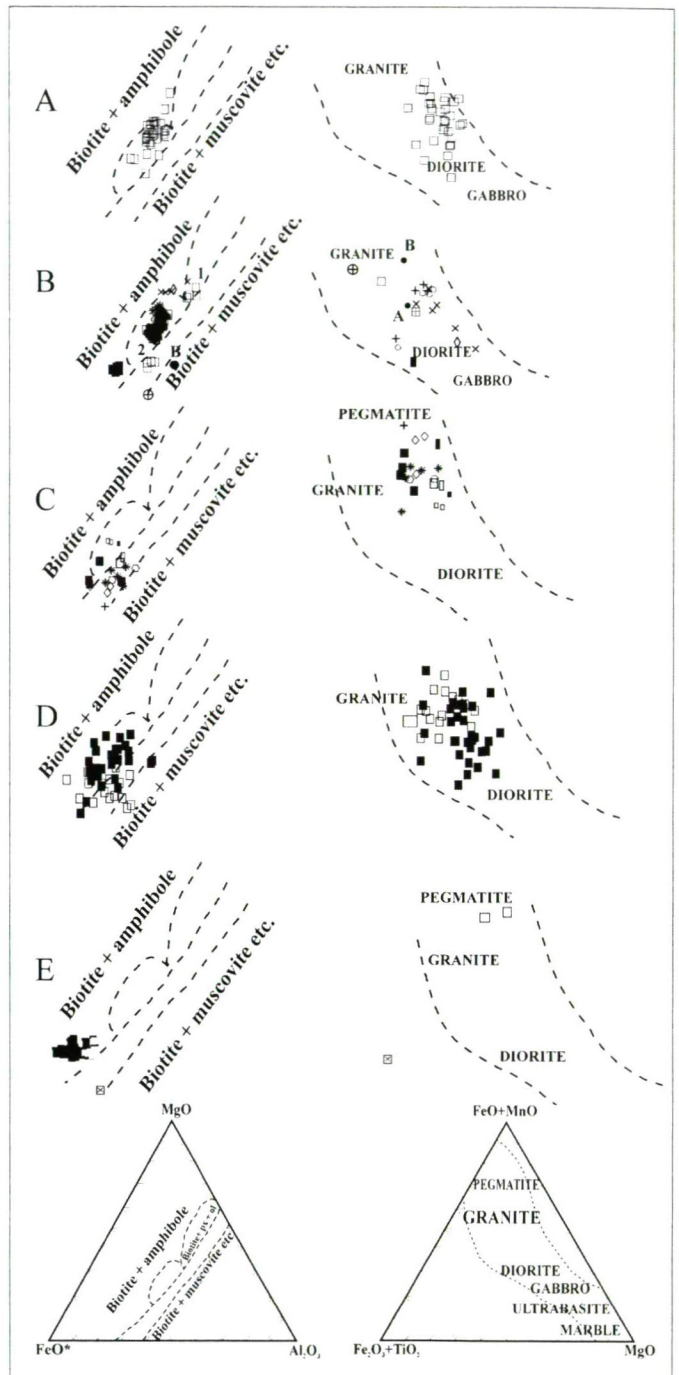 A
Biotite + amphibole
Biotite + muscovite etc.
GRANITE
DIORITE
GABBRO
B
Biotite + amphibole
Biotite + muscovite etc.
1
2
B
GRANITE
B
A
DIORITE
GABBRO
C
Biotite + amphibole
Biotite + muscovite etc.
PEGMATITE
GRANITE
DIORITE
D
Biotite + amphibole
Biotite + muscovite etc.
GRANITE
DIORITE
E
Biotite + amphibole
Biotite + muscovite etc.
PEGMATITE
GRANITE
DIORITE
MgO
Biotite + amphibole
Biotite + muscovite etc
FeO*
Al₂O₃
FeO+MnO
PEGMATITE
GRANITE
DIORITE
GABBRO
ULTRABASITE
MARBLE
Fe₂O₃+TiO₂
MgO